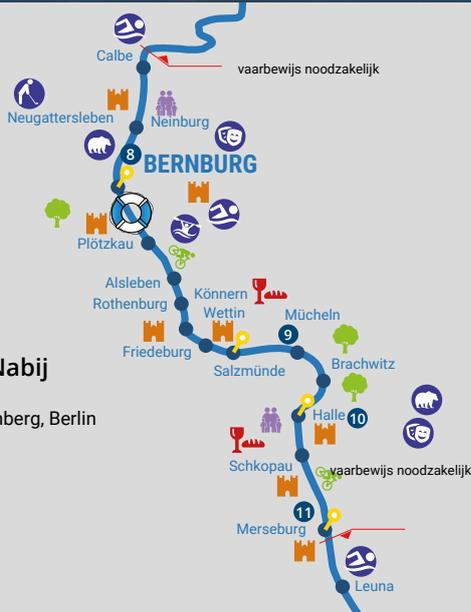 Calbe
vaarbewijs noodzakelijk
Neugattersleben
Neinburg
8
BERNBURG
Plötzkau
Alsleben
Könnern
Rothenburg
Wettin
Mücheln
9
Friedeburg
Salzmünde
Brachwitz
Nabij
nberg, Berlin
Halle 10
Schkopau
vaarbewijs noodzakelijk
11
Merseburg
Leuna